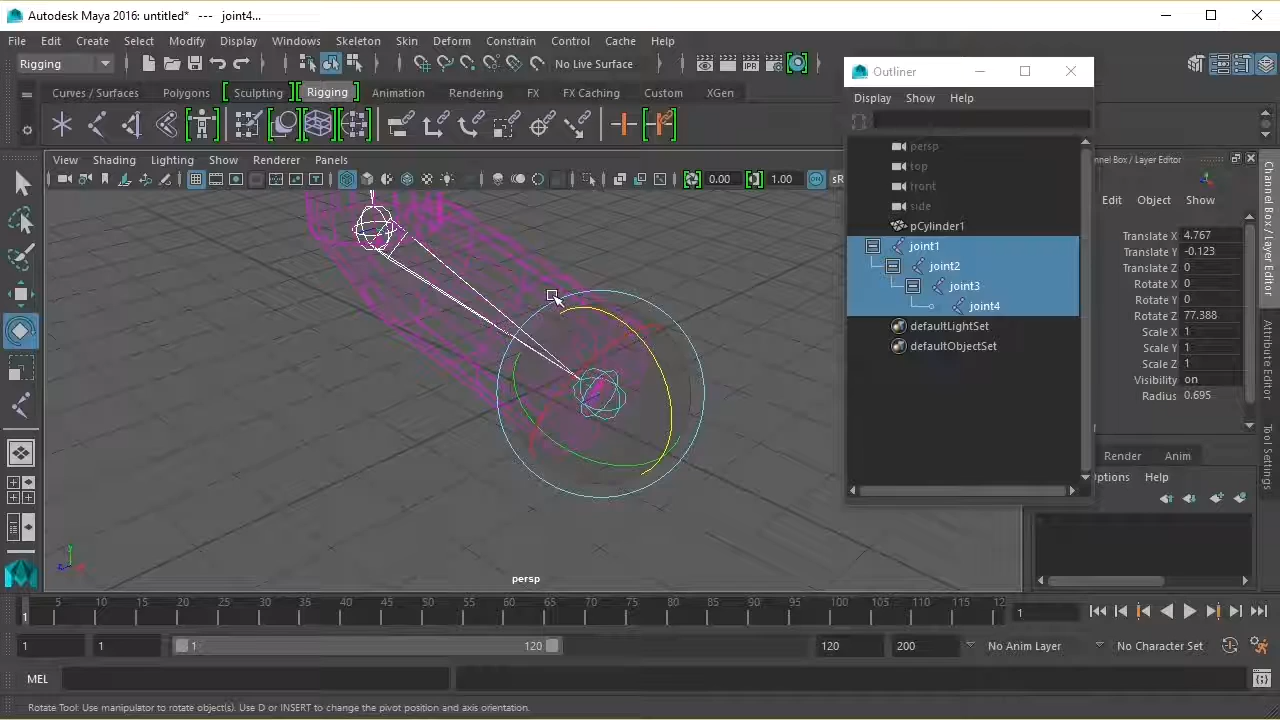 Autodesk Maya 2016: untitled* --- joint4...
File Edit Create Select Modify Display Windows Skeleton Skin Deform Constrain Control Cache Help
Rigging No Live Surface
Outliner
Curves / Surfaces Polygons Sculpting Rigging Animation Rendering FX FX Caching Custom XGen
Display Show Help
View Shading Lighting Show Renderer Panels
0.00 1.00
persp
top
front
side
pCylinder1
joint1
joint2
joint3
joint4
defaultLightSet
defaultObjectSet
nnel Box / Layer Editor
Edit Object Show
Translate X 4.767
Translate Y -0.123
Translate Z 0
Rotate X 0
Rotate Y 0
Rotate Z 77.388
Scale X 1
Scale Y 1
Scale Z 1
Visibility on
Radius 0.695
Render Anim
ptions Help
Channel Box / Layer Editor
Attribute Editor
Tool Settings
persp
5 10 15 20 25 30 35 40 45 50 55 60 65 70 75 80 85 90 95 100 105 110 115 12
1
1
1 1 1 120 120 200 No Anim Layer No Character Set
MEL
Rotate Tool: Use manipulator to rotate object(s). Use D or INSERT to change the pivot position and axis orientation.